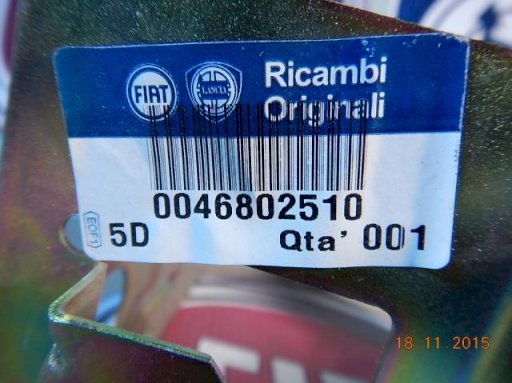 FIAT
LANCIA
Ricambi
Originali
0046802510
EOF1
5D
Qta' 001
18 11 2015